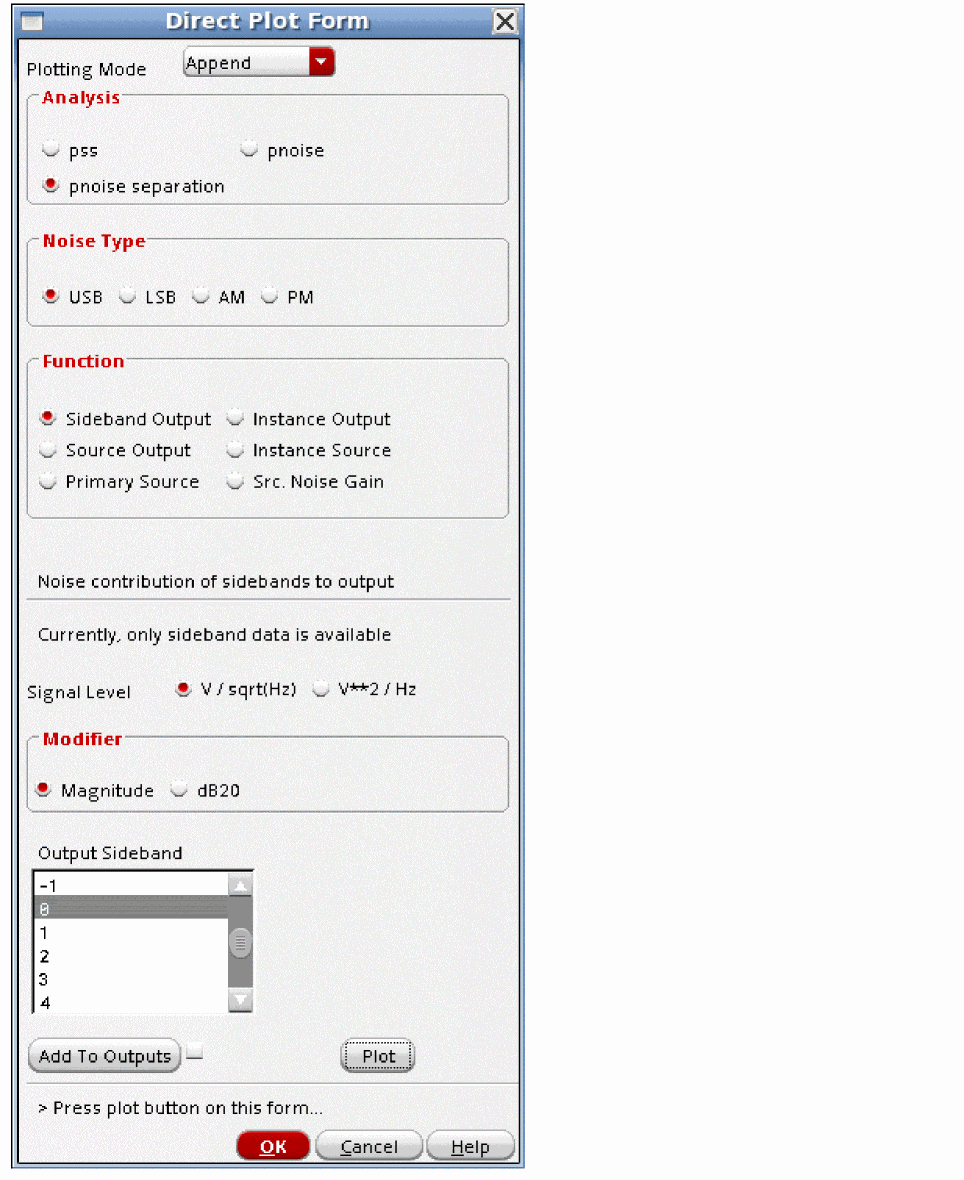 Direct Plot Form
Plotting Mode Append
Analysis
pss pnoise
pnoise separation
Noise Type
USB LSB AM PM
Function
Sideband Output Instance Output
Source Output Instance Source
Primary Source Src. Noise Gain
Noise contribution of sidebands to output
Currently, only sideband data is available
Signal Level V / sqrt(Hz) V**2 / Hz
Modifier
Magnitude dB20
Output Sideband
-1
0
1
2
3
4
Add To Outputs Plot
> Press plot button on this form...
OK Cancel Help